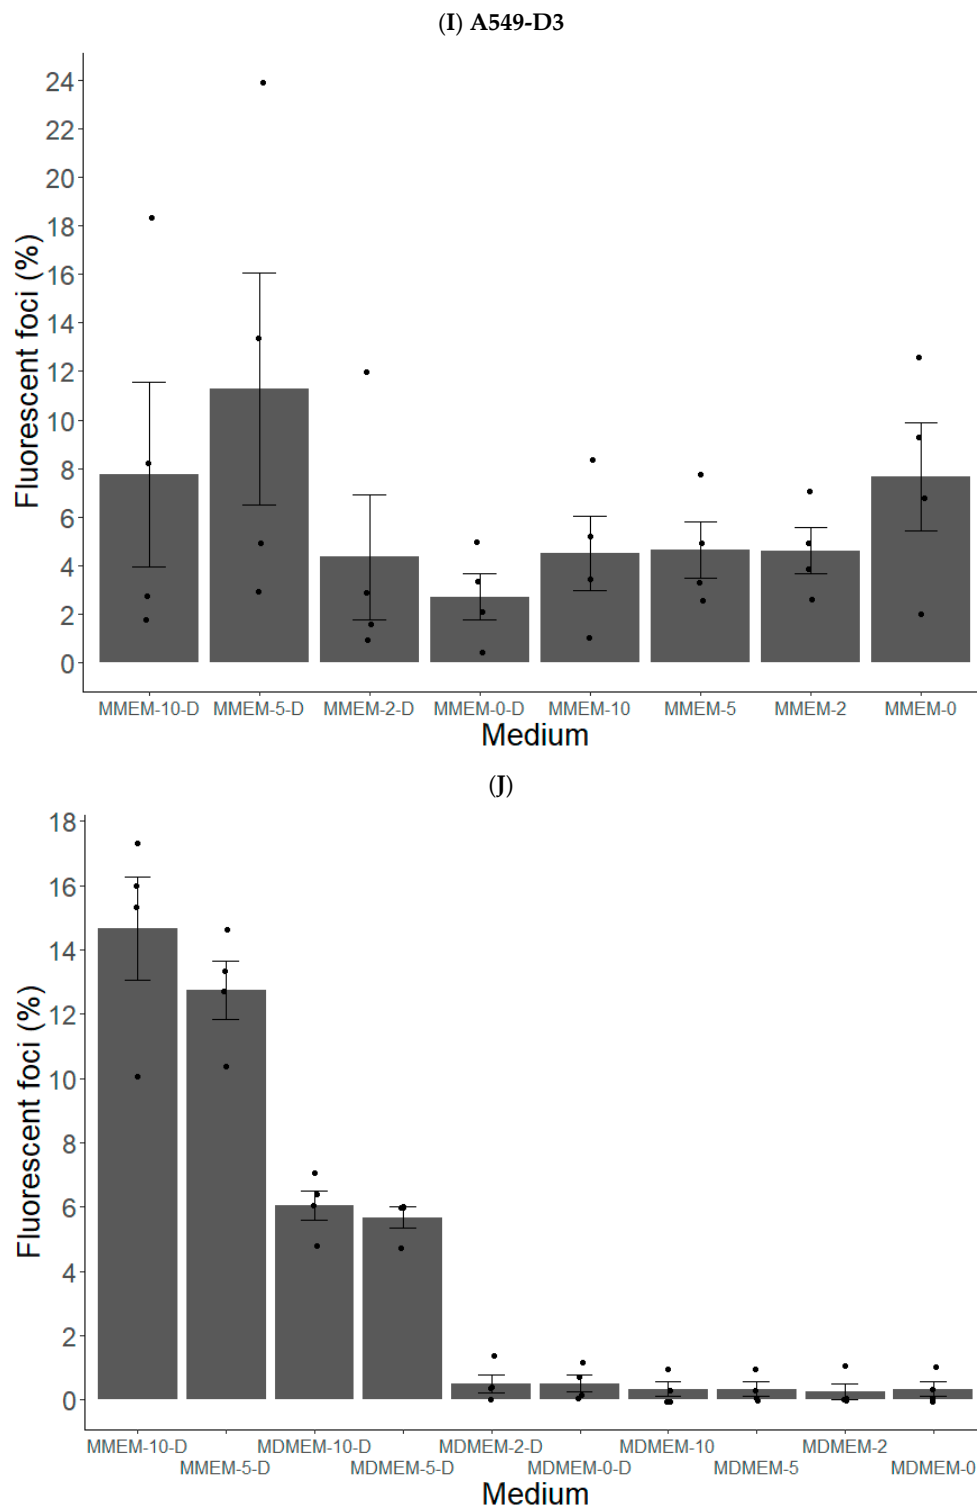 (I) A549-D3
24
22
20
18
16
14
12
10
8
6
4
2
0
Fluorescent foci (%)
MMEM-10-D MMEM-5-D MMEM-2-D MMEM-0-D MMEM-10 MMEM-5 MMEM-2 MMEM-0
Medium
(J)
18
16
14
12
10
8
6
4
2
0
Fluorescent foci (%)
MMEM-10-D MDMEM-10-D MDMEM-2-D MDMEM-10 MDMEM-2
MMEM-5-D MDMEM-5-D MDMEM-0-D MDMEM-5 MDMEM-0
Medium